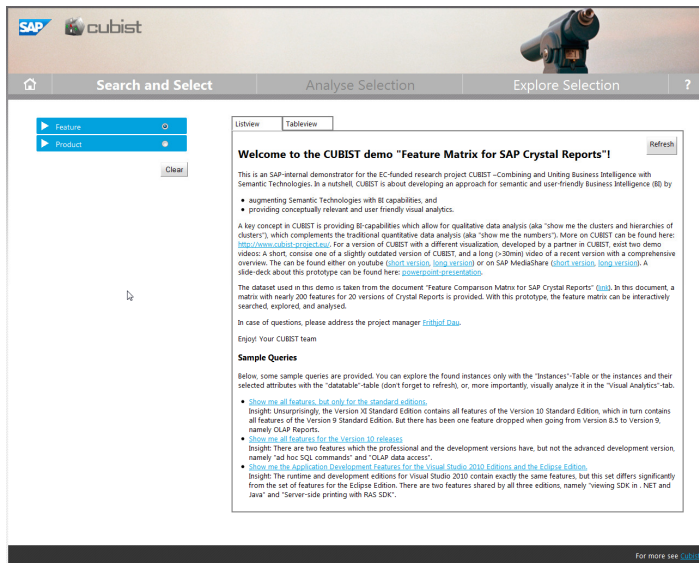 SAP cubist
Search and Select
Analyse Selection
Explore Selection
?
Feature
Product
Clear
Listview
Tableview
Refresh
Welcome to the CUBIST demo "Feature Matrix for SAP Crystal Reports"!
This is an SAP-internal demonstrator for the EC-funded research project CUBIST –Combining and Uniting Business Intelligence with
Semantic Technologies. In a nutshell, CUBIST is about developing an approach for semantic and user-friendly Business Intelligence (BI) by
• augmenting Semantic Technologies with BI capabilities, and
• providing conceptually relevant and user friendly visual analytics.
A key concept in CUBIST is providing BI-capabilities which allow for qualitative data analysis (aka "show me the clusters and hierarchies of
clusters"), which complements the traditional quantitative data analysis (aka "show me the numbers"). More on CUBIST can be found here:
http://www.cubist-project.eu/. For a version of CUBIST with a different visualization, developed by a partner in CUBIST, exist two demo
videos: A short, consise one of a slightly outdated version of CUBIST, and a long (>30min) video of a recent version with a comprehensive
overview. The can be found either on youtube (short version, long version) or on SAP MediaShare (short version, long version). A
slide-deck about this prototype can be found here: powerpoint-presentation.
The dataset used in this demo is taken from the document "Feature Comparison Matrix for SAP Crystal Reports" (link). In this document, a
matrix with nearly 200 features for 20 versions of Crystal Reports is provided. With this prototype, the feature matrix can be interactively
searched, explored, and analysed.
In case of questions, please address the project manager Frithjof Dau.
Enjoy! Your CUBIST team
Sample Queries
Below, some sample queries are provided. You can explore the found instances only with the "Instances"-Table or the instances and their
selected attributes with the "datatable"-table (don't forget to refresh), or, more importantly, visually analyze it in the "Visual Analytics"-tab.
• Show me all features, but only for the standard editions.
Insight: Unsurprisingly, the Version XI Standard Edition contains all features of the Version 10 Standard Edition, which in turn contains
all features of the Version 9 Standard Edition. But there has been one feature dropped when going from Version 8.5 to Version 9,
namely OLAP Reports.
• Show me all features for the Version 10 releases
Insight: There are two features which the professional and the development versions have, but not the advanced development version,
namely "ad hoc SQL commands" and "OLAP data access".
• Show me the Application Development Features for the Visual Studio 2010 Editions and the Eclipse Edition.
Insight: The runtime and development editions for Visual Studio 2010 contain exactly the same features, but this set differs significantly
from the set of features for the Eclipse Edition. There are two features shared by all three editions, namely "viewing SDK in . NET and
Java" and "Server-side printing with RAS SDK".
For more see Cubist